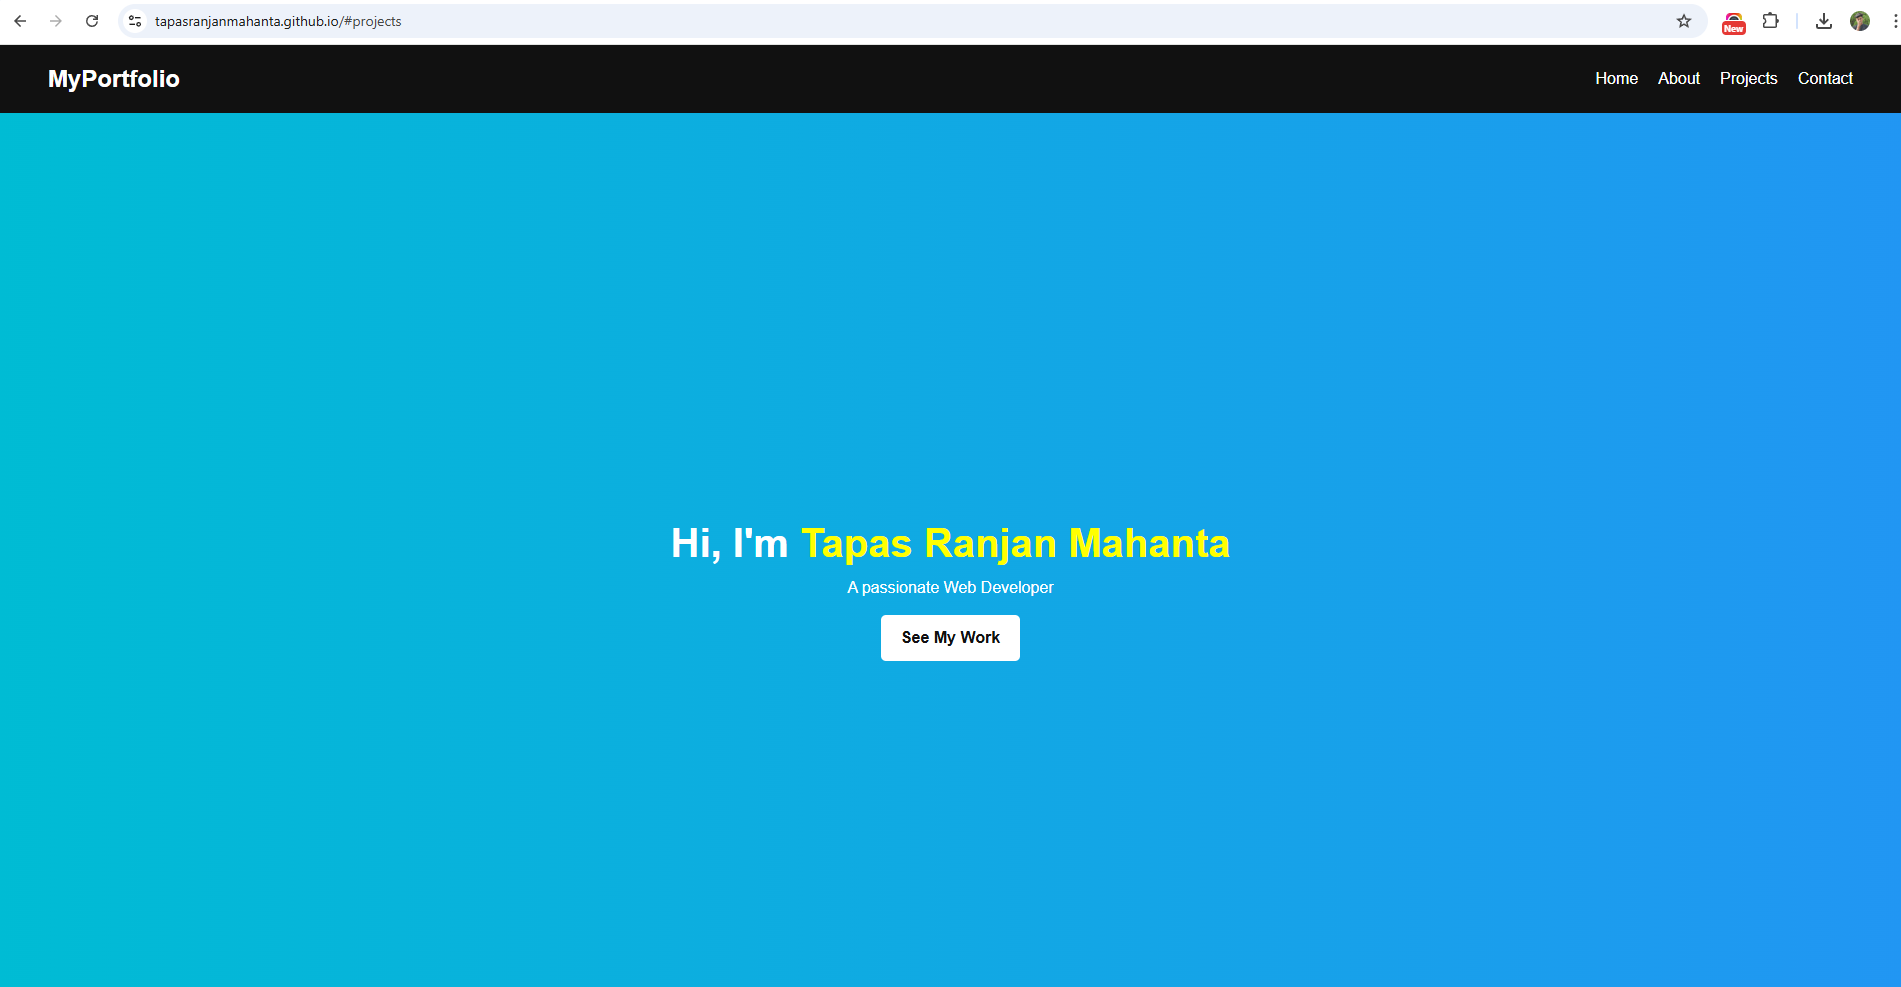 tapasranjanmahanta.github.io/#projects
New
MyPortfolio
Home About Projects Contact
Hi, I'm Tapas Ranjan Mahanta
A passionate Web Developer
See My Work